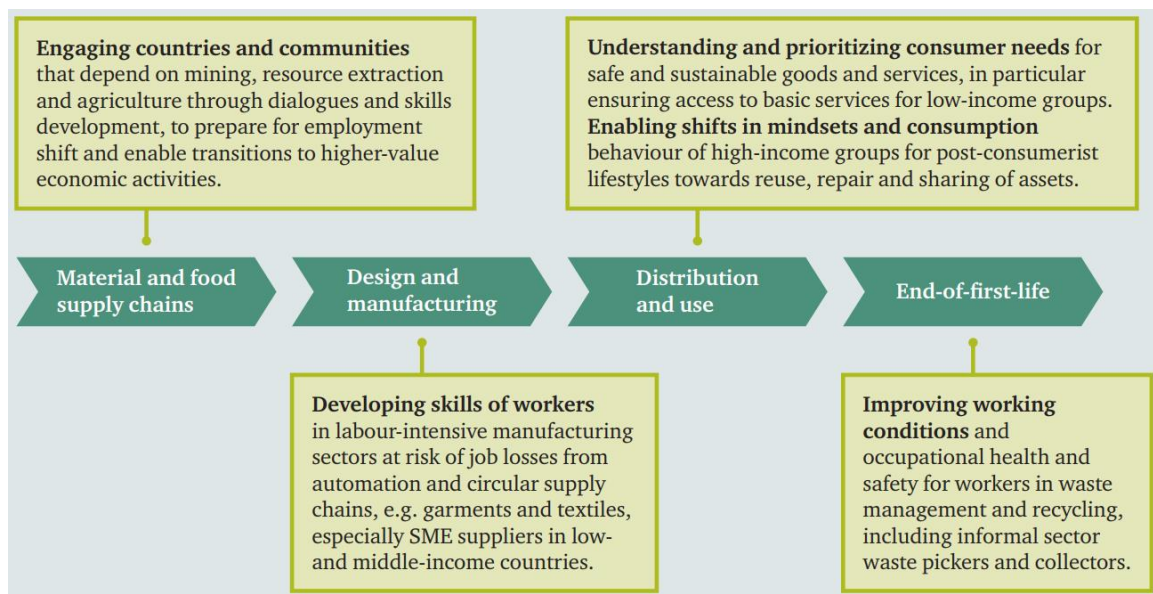 Engaging countries and communities
that depend on mining, resource extraction
and agriculture through dialogues and skills
development, to prepare for employment
shift and enable transitions to higher-value
economic activities.
Understanding and prioritizing consumer needs for
safe and sustainable goods and services, in particular
ensuring access to basic services for low-income groups.
Enabling shifts in mindsets and consumption
behaviour of high-income groups for post-consumerist
lifestyles towards reuse, repair and sharing of assets.
Material and food
supply chains
Design and
manufacturing
Distribution
and use
End-of-first-life
Developing skills of workers
in labour-intensive manufacturing
sectors at risk of job losses from
automation and circular supply
chains, e.g. garments and textiles,
especially SME suppliers in low-
and middle-income countries.
Improving working
conditions and
occupational health and
safety for workers in waste
management and recycling,
including informal sector
waste pickers and collectors.